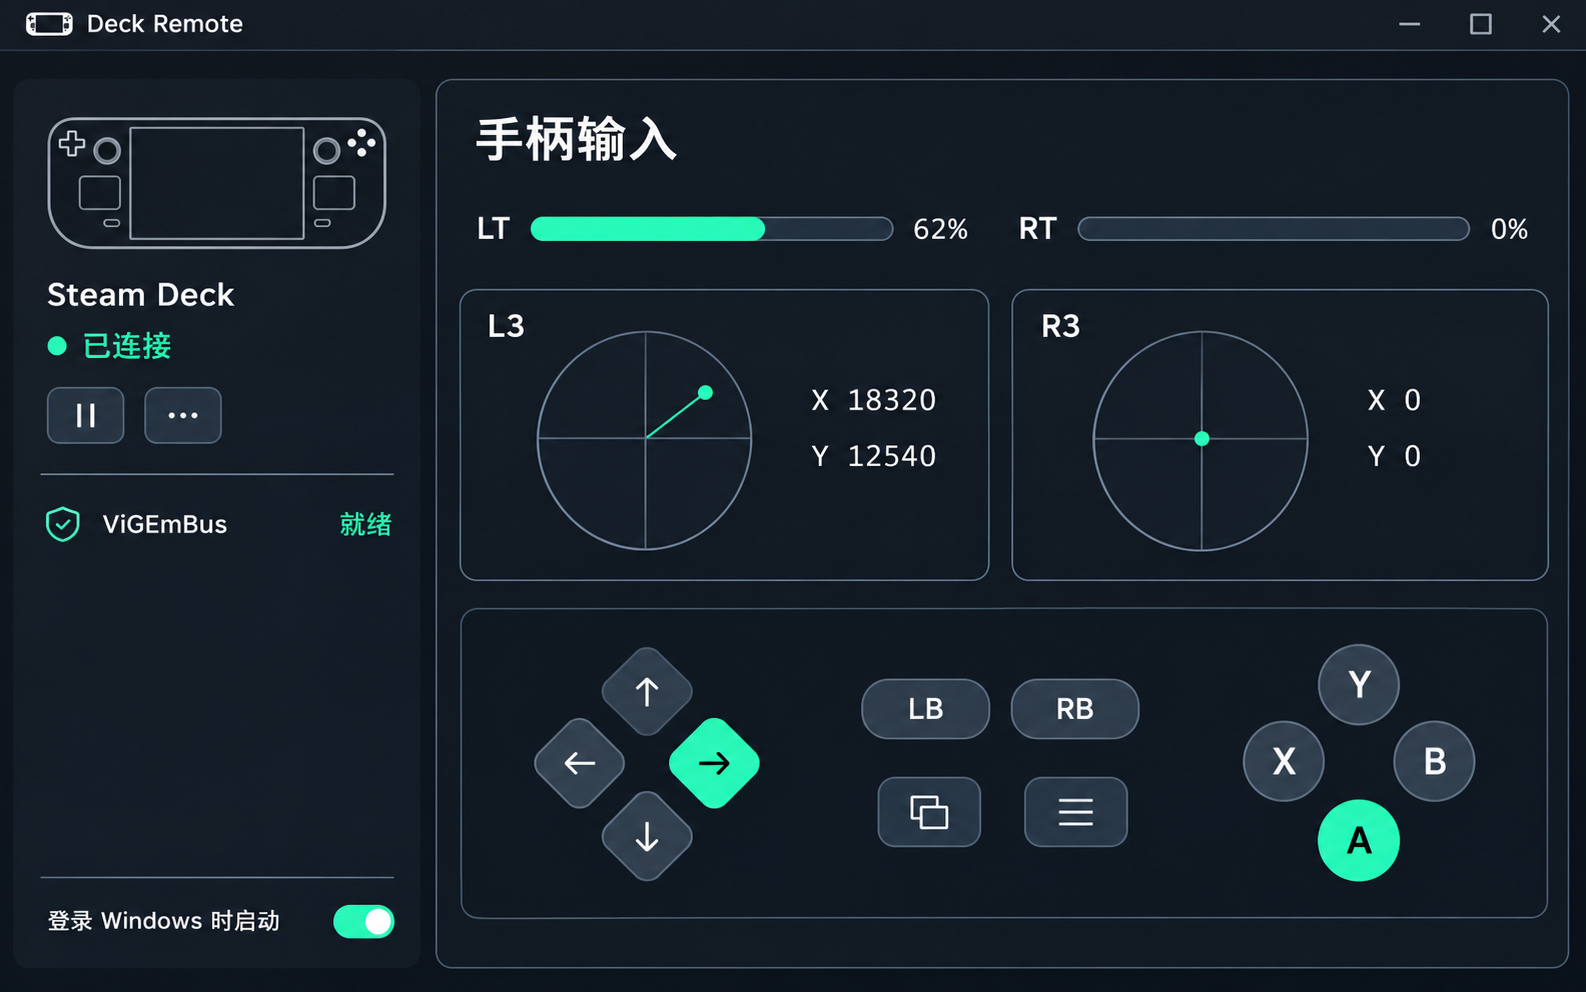 Deck Remote
Steam Deck
已连接
ViGEmBus 就绪
登录 Windows 时启动
手柄输入
LT 62% RT 0%
L3
X 18320
Y 12540
R3
X 0
Y 0
LB RB
Y
X B
A